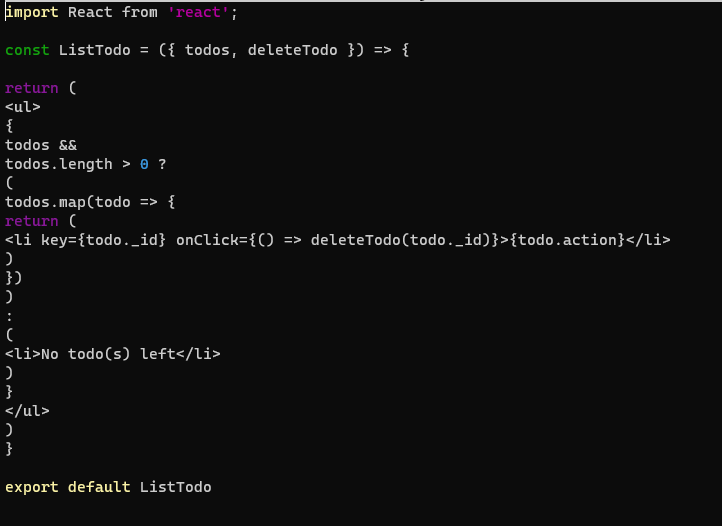 import React from 'react';
const ListTodo = ({ todos, deleteTodo }) => {
return (
<ul>
{
todos &&
todos.length > 0 ?
(
todos.map(todo => {
return (
<li key={todo._id} onClick={() => deleteTodo(todo._id)}>{todo.action}</li>
)
})
)
:
(
<li>No todo(s) left</li>
)
}
</ul>
)
}
export default ListTodo